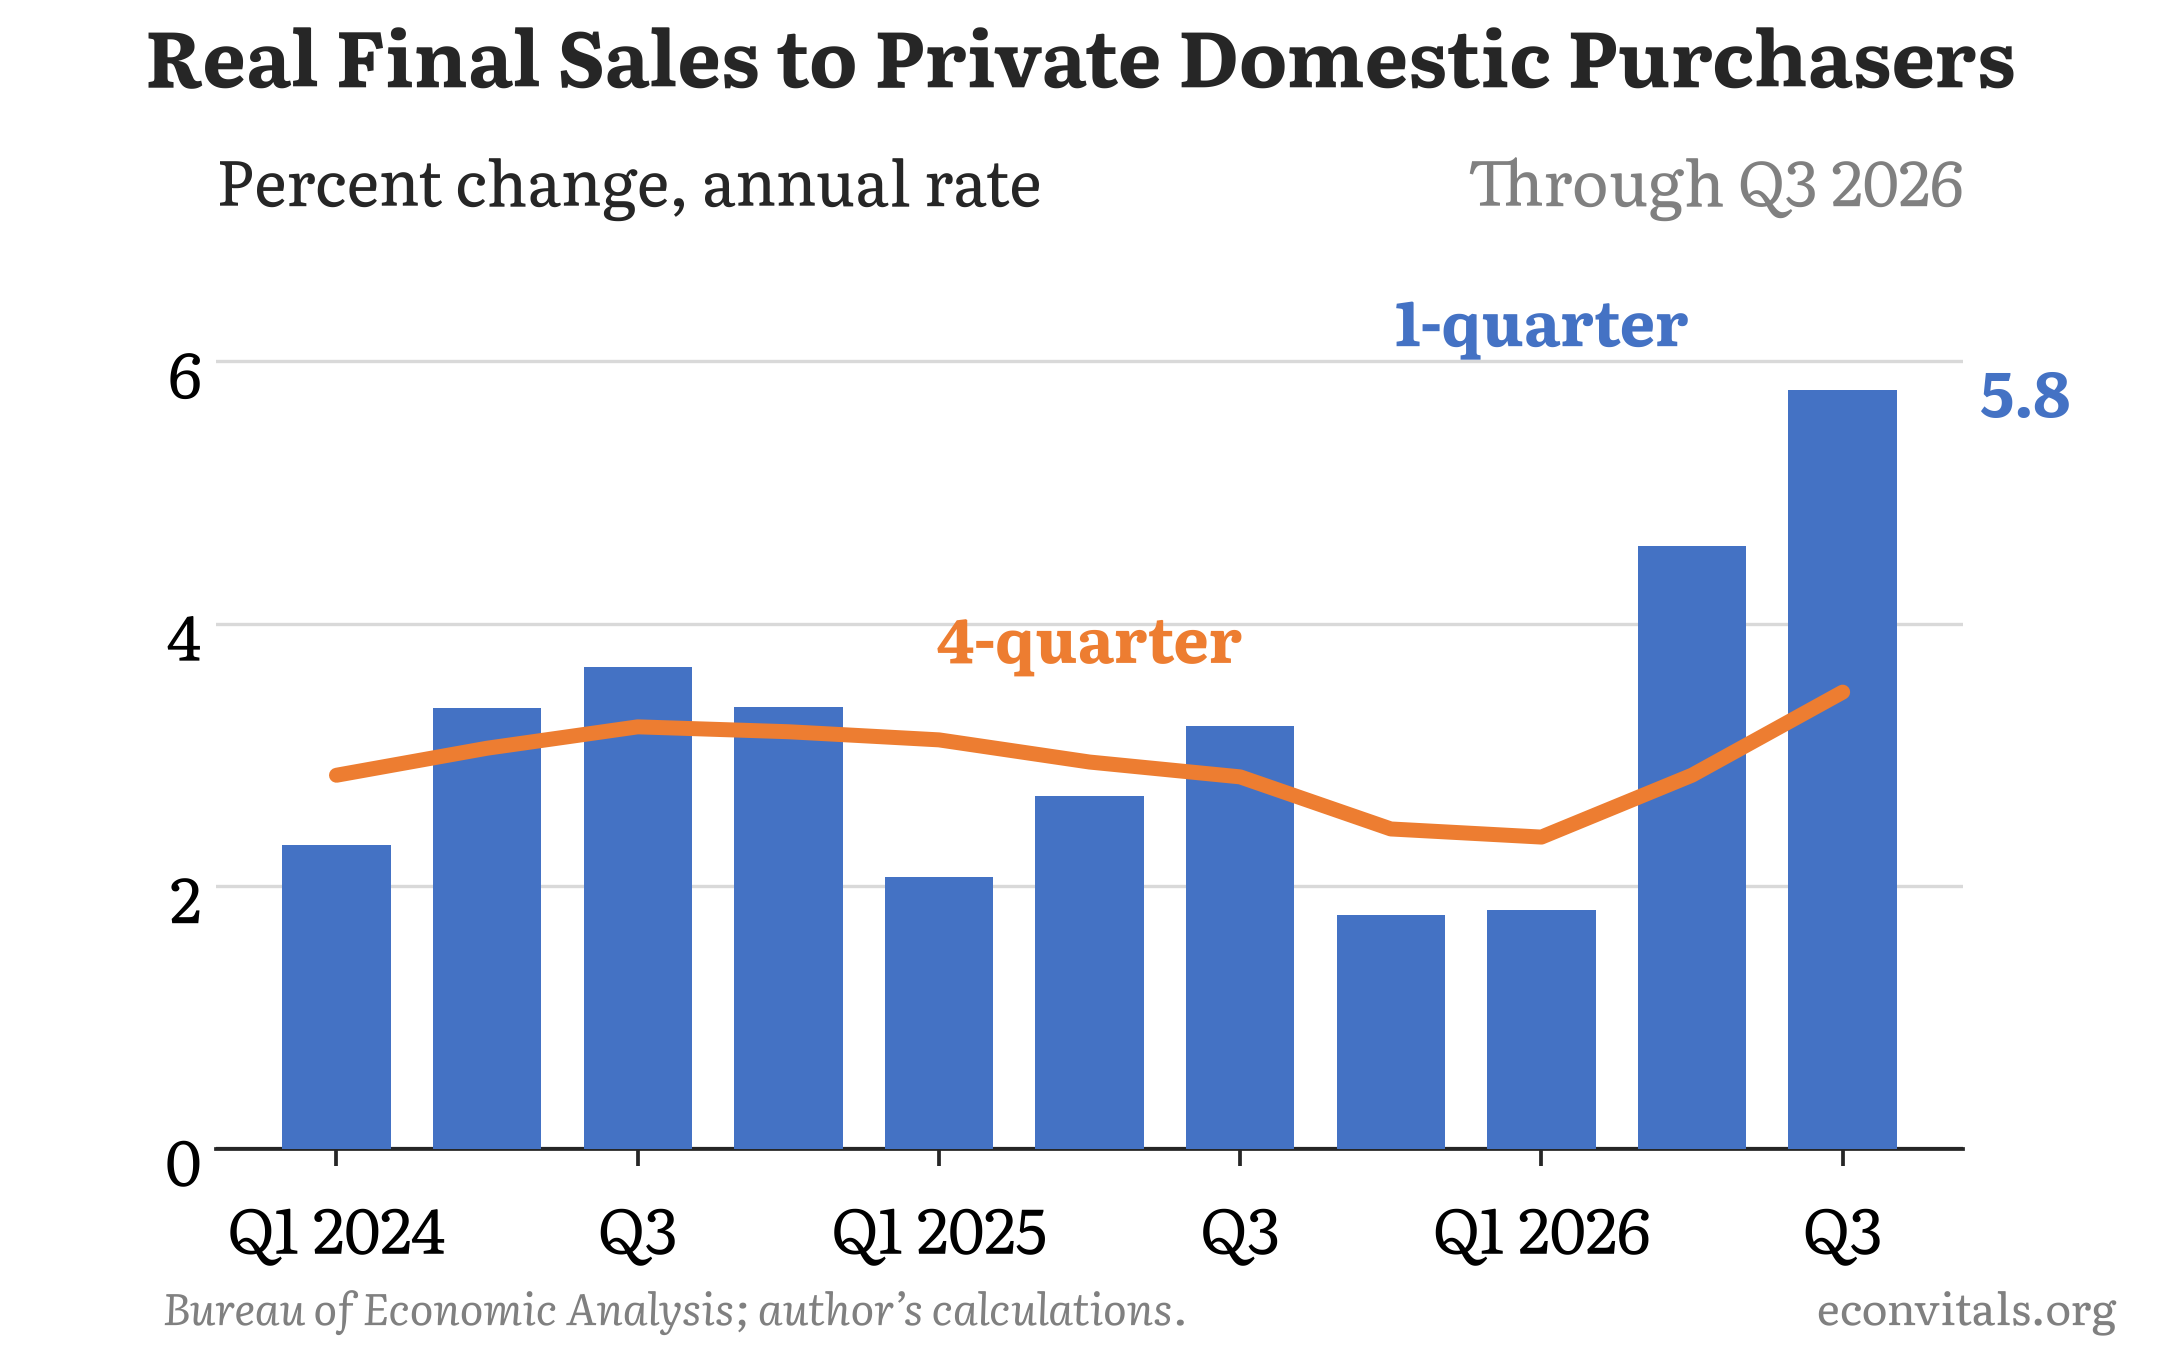 Real Final Sales to Private Domestic Purchasers
Percent change, annual rate
Through Q3 2026
1-quarter
6
5.8
4-quarter
4
2
0
Q1 2024 Q3 Q1 2025 Q3 Q1 2026 Q3
Bureau of Economic Analysis; author’s calculations.
econvitals.org